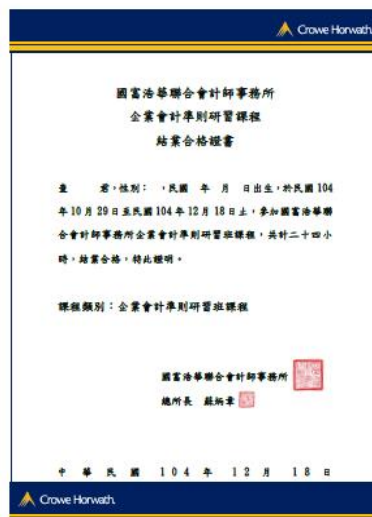 Crowe Horwath
國富浩華聯合會計師事務所
企業會計準則研習課程
結業合格證書
查 君，性別： ，民國 年 月 日出生，於民國104
年10月29日至民國104年12月18日止，參加國富浩華聯
合會計師事務所企業會計準則研習班課程，共計二十四小
時，結業合格，特此證明。
課程類別：企業會計準則研習班課程
國富浩華聯合會計師事務所
總所長 蘇炳章
中 華 民 國 104 年 12 月 18 日
Crowe Horwath.